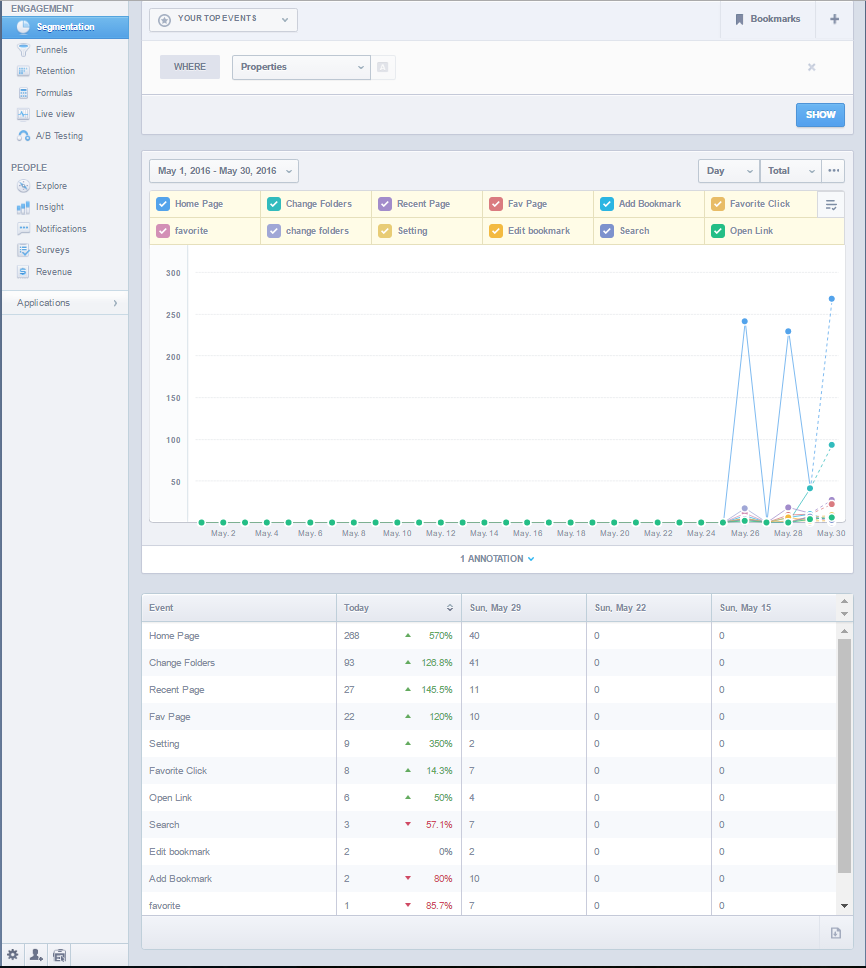 ENGAGEMENT
Segmentation
Funnels
Retention
Formulas
Live view
A/B Testing
PEOPLE
Explore
Insight
Notifications
Surveys
Revenue
Applications
YOUR TOP EVENTS
Bookmarks
WHERE
Properties
A
SHOW
May 1, 2016 - May 30, 2016
Day
Total
Home Page
Change Folders
Recent Page
Fav Page
Add Bookmark
Favorite Click
favorite
change folders
Setting
Edit bookmark
Search
Open Link
300
250
200
150
100
50
May. 2 May. 4 May. 6 May. 8 May. 10 May. 12 May. 14 May. 16 May. 18 May. 20 May. 22 May. 24 May. 26 May. 28 May. 30
1 ANNOTATION
Event Today Sun, May 29 Sun, May 22 Sun, May 15
Home Page 268 570% 40 0 0
Change Folders 93 126.8% 41 0 0
Recent Page 27 145.5% 11 0 0
Fav Page 22 120% 10 0 0
Setting 9 350% 2 0 0
Favorite Click 8 14.3% 7 0 0
Open Link 6 50% 4 0 0
Search 3 57.1% 7 0 0
Edit bookmark 2 0% 2 0 0
Add Bookmark 2 80% 10 0 0
favorite 1 85.7% 7 0 0